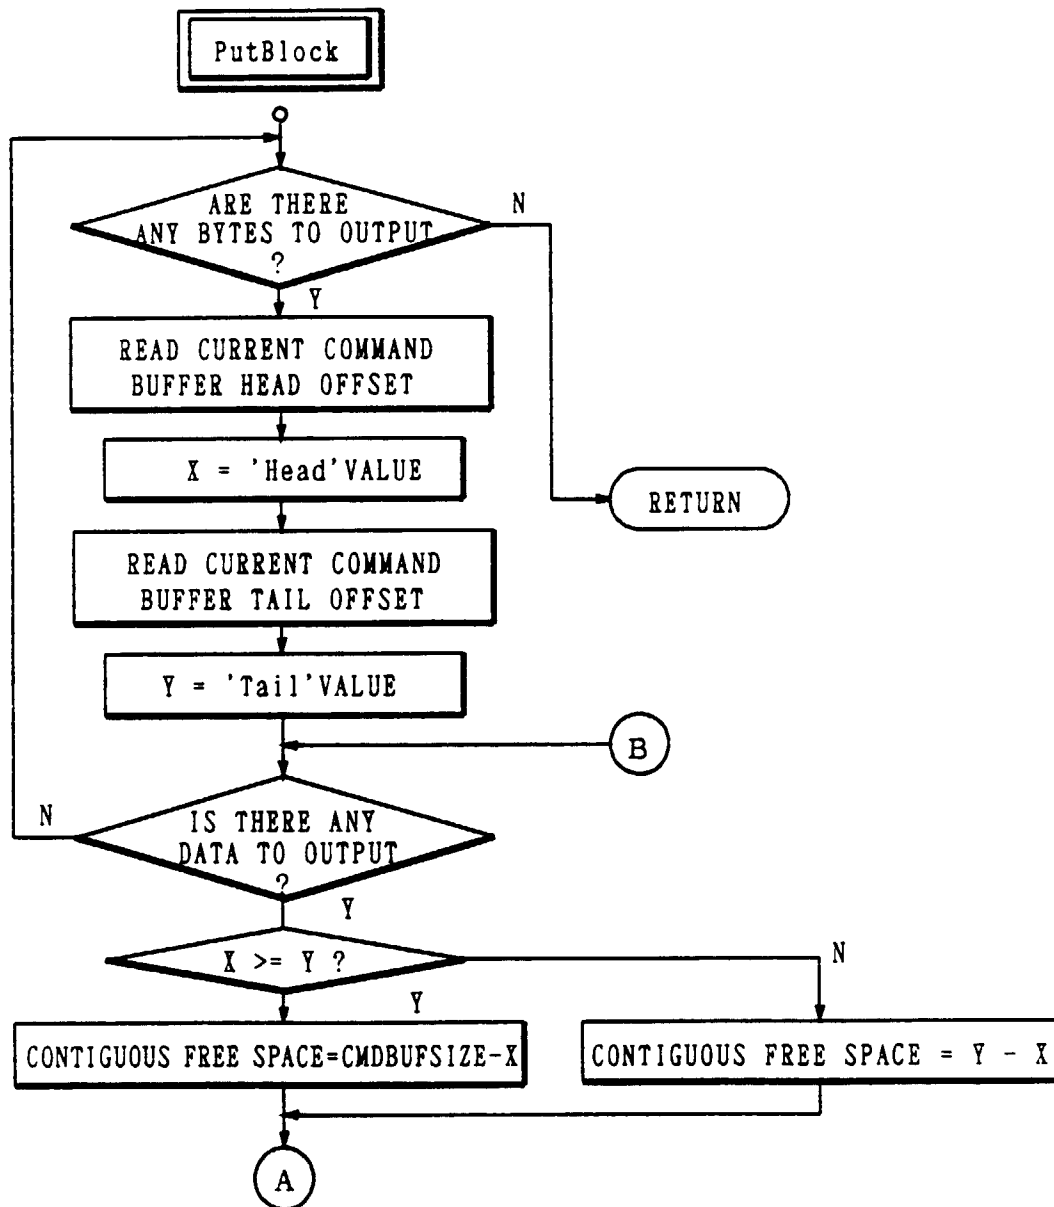 PutBlock
ARE THERE
ANY BYTES TO OUTPUT
?
N
Y
READ CURRENT COMMAND
BUFFER HEAD OFFSET
X = 'Head'VALUE
RETURN
READ CURRENT COMMAND
BUFFER TAIL OFFSET
Y = 'Tail'VALUE
B
N
IS THERE ANY
DATA TO OUTPUT
?
Y
X >= Y ?
N
Y
CONTIGUOUS FREE SPACE=CMDBUFSIZE-X
CONTIGUOUS FREE SPACE = Y - X
A